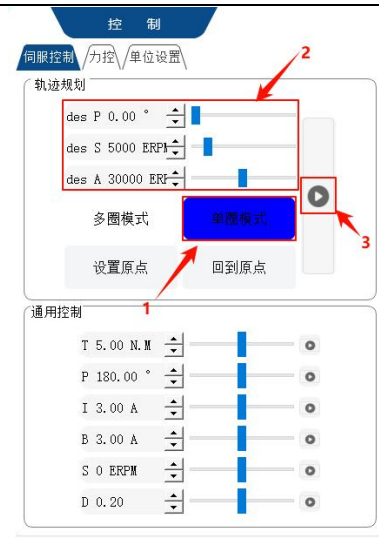 控 制
伺服控制 力控 单位设置
2
轨迹规划
des P 0.00 °
des S 5000 ERPM
des A 30000 ERP
多圈模式 单圈模式
3
设置原点 回到原点
1
通用控制
T 5.00 N.M
P 180.00 °
I 3.00 A
B 3.00 A
S 0 ERPM
D 0.20